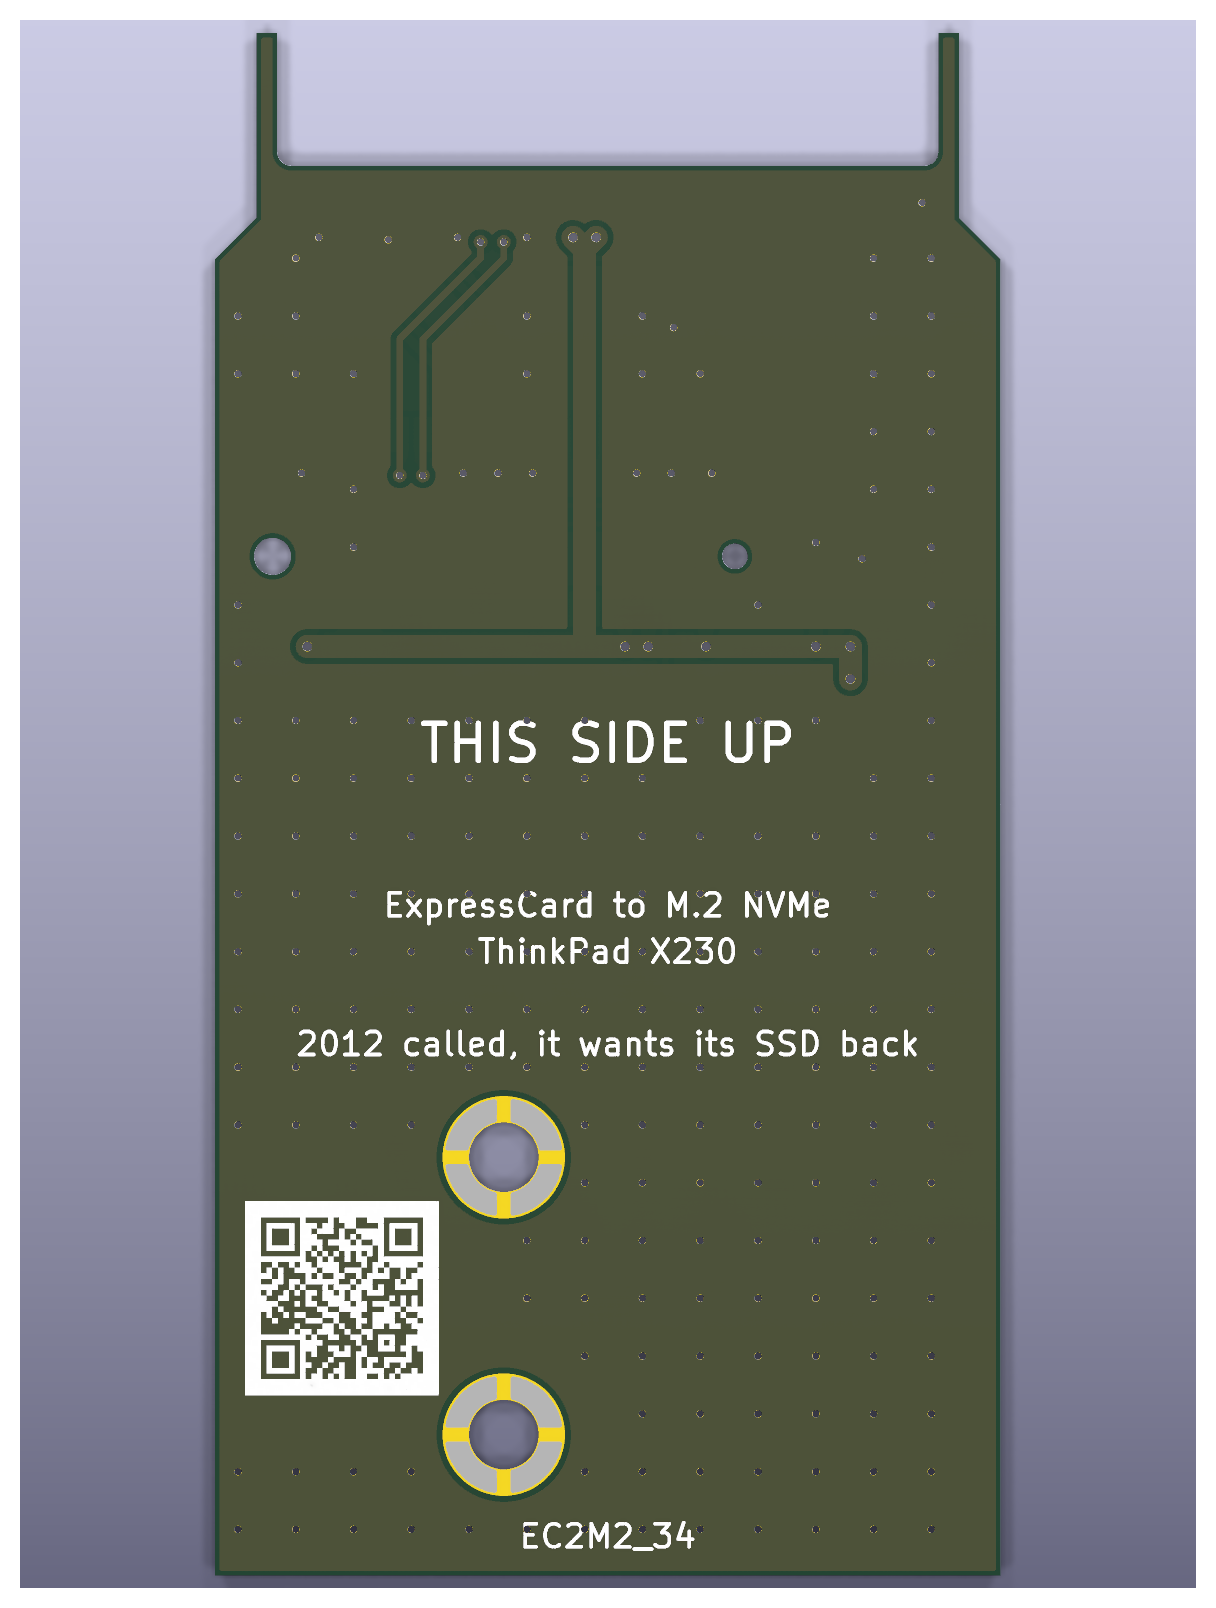 THIS SIDE UP
ExpressCard to M.2 NVMe
ThinkPad X230
2012 called, it wants its SSD back
EC2M2_34